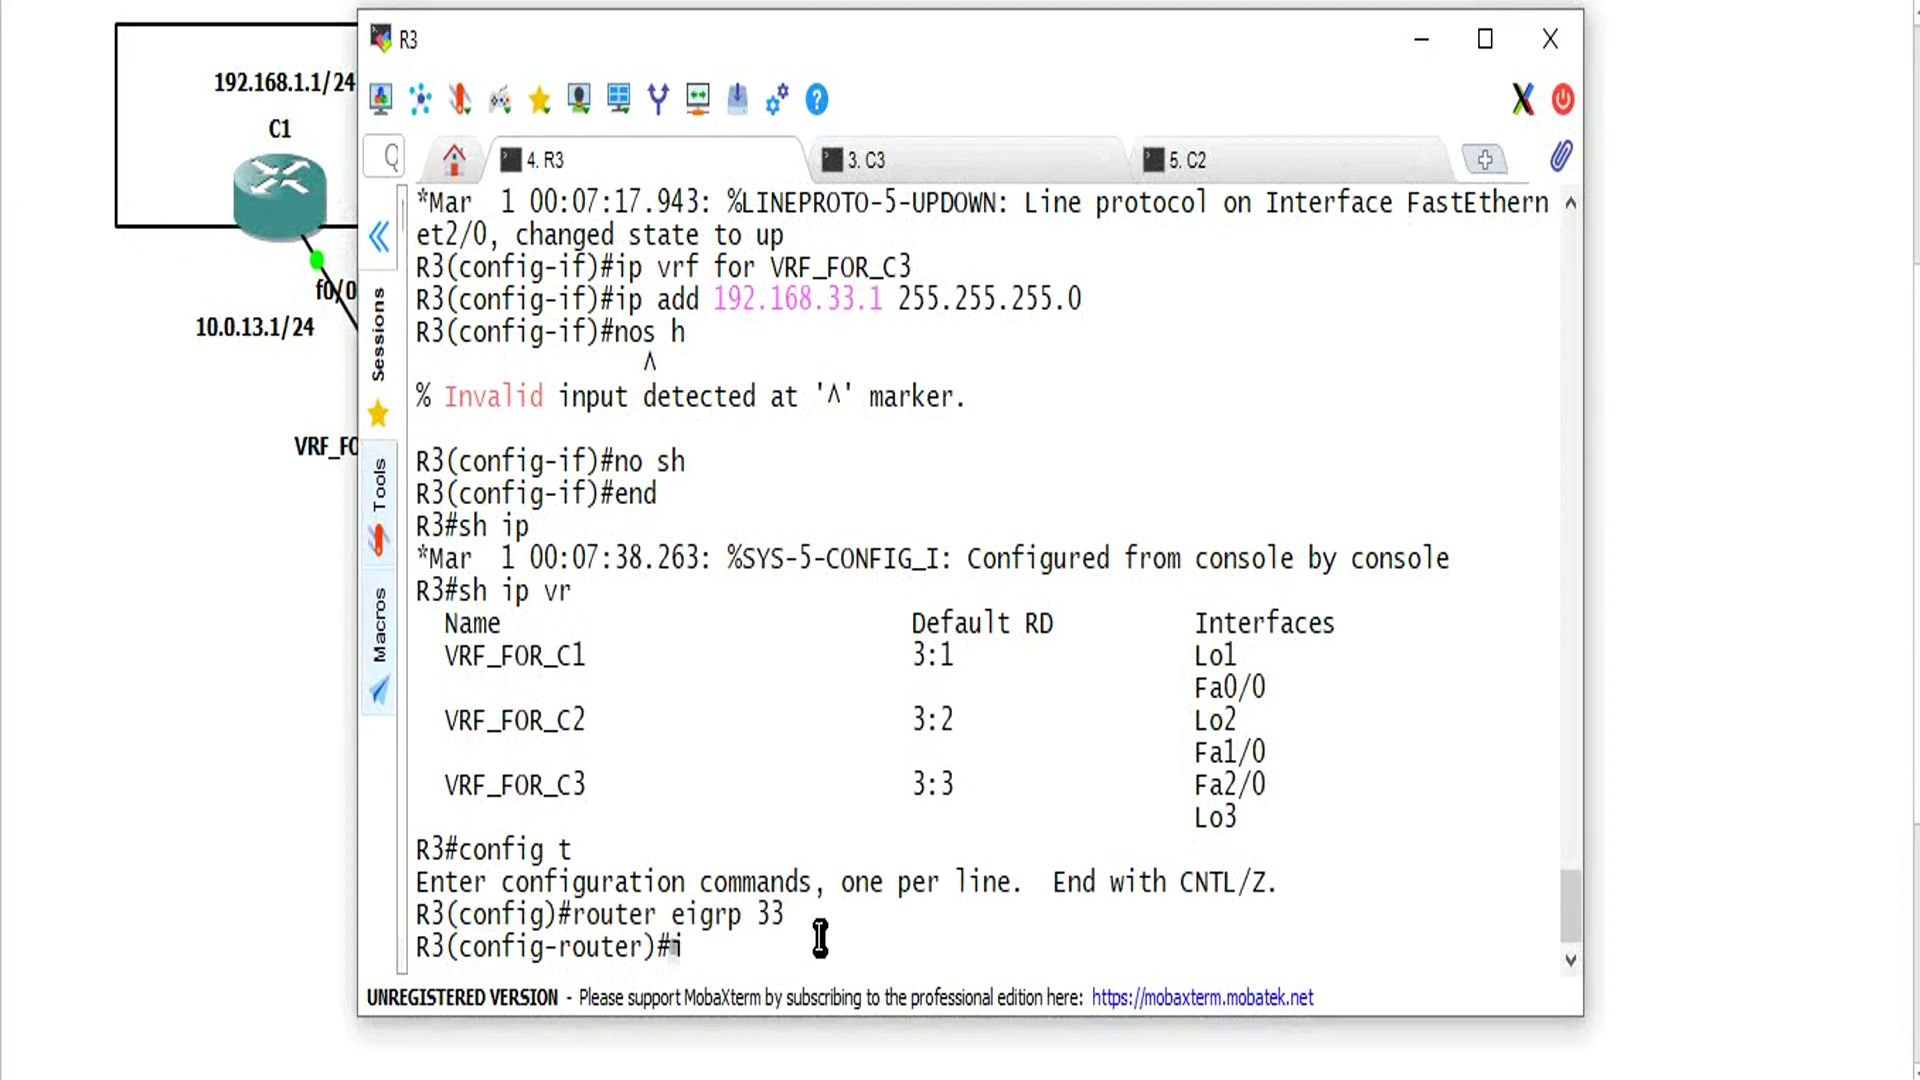 R3
192.168.1.1/24
C1
f0/0
10.0.13.1/24
VRF_FO
4. R3
3. C3
5. C2
Sessions
Tools
Macros
*Mar  1 00:07:17.943: %LINEPROTO-5-UPDOWN: Line protocol on Interface FastEthern
et2/0, changed state to up
R3(config-if)#ip vrf for VRF_FOR_C3
R3(config-if)#ip add 192.168.33.1 255.255.255.0
R3(config-if)#nos h
^
% Invalid input detected at '^' marker.
R3(config-if)#no sh
R3(config-if)#end
R3#sh ip
*Mar  1 00:07:38.263: %SYS-5-CONFIG_I: Configured from console by console
R3#sh ip vr
Name Default RD Interfaces
VRF_FOR_C1 3:1 Lo1
Fa0/0
VRF_FOR_C2 3:2 Lo2
Fa1/0
VRF_FOR_C3 3:3 Fa2/0
Lo3
R3#config t
Enter configuration commands, one per line.  End with CNTL/Z.
R3(config)#router eigrp 33
R3(config-router)#i
UNREGISTERED VERSION - Please support MobaXterm by subscribing to the professional edition here: https://mobaxterm.mobatek.net